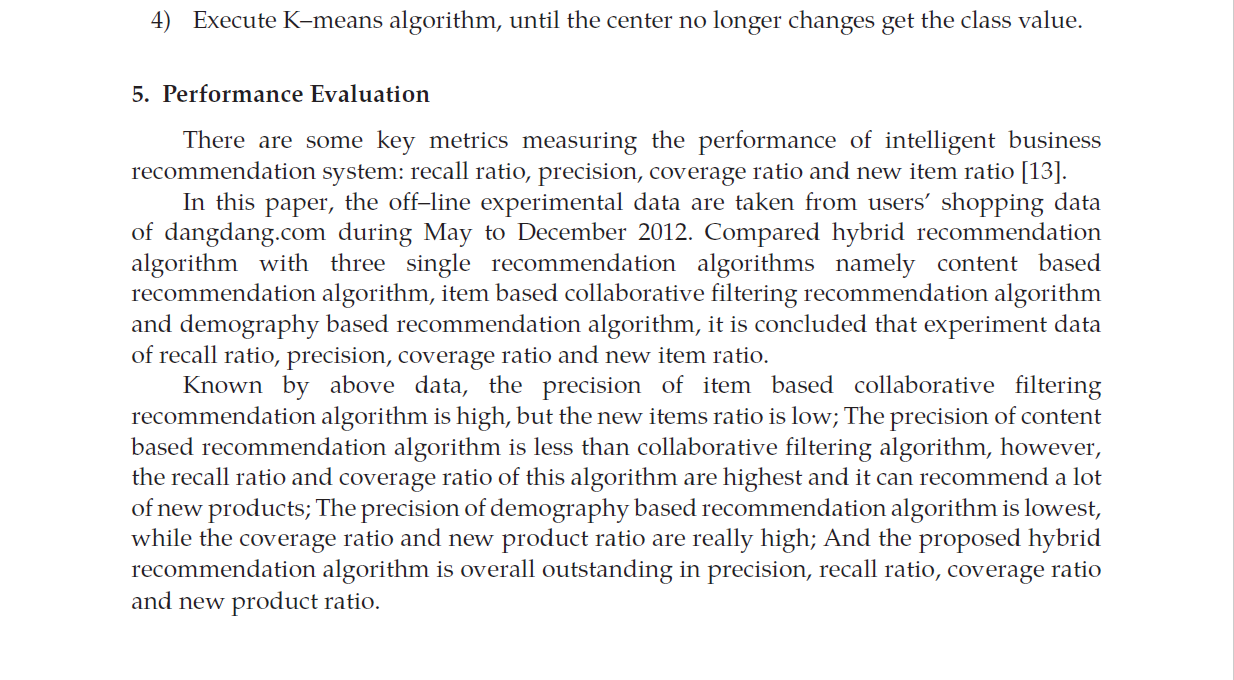 4) Execute K–means algorithm, until the center no longer changes get the class value.
5. Performance Evaluation
There are some key metrics measuring the performance of intelligent business
recommendation system: recall ratio, precision, coverage ratio and new item ratio [13].
In this paper, the off–line experimental data are taken from users’ shopping data
of dangdang.com during May to December 2012. Compared hybrid recommendation
algorithm with three single recommendation algorithms namely content based
recommendation algorithm, item based collaborative filtering recommendation algorithm
and demography based recommendation algorithm, it is concluded that experiment data
of recall ratio, precision, coverage ratio and new item ratio.
Known by above data, the precision of item based collaborative filtering
recommendation algorithm is high, but the new items ratio is low; The precision of content
based recommendation algorithm is less than collaborative filtering algorithm, however,
the recall ratio and coverage ratio of this algorithm are highest and it can recommend a lot
of new products; The precision of demography based recommendation algorithm is lowest,
while the coverage ratio and new product ratio are really high; And the proposed hybrid
recommendation algorithm is overall outstanding in precision, recall ratio, coverage ratio
and new product ratio.